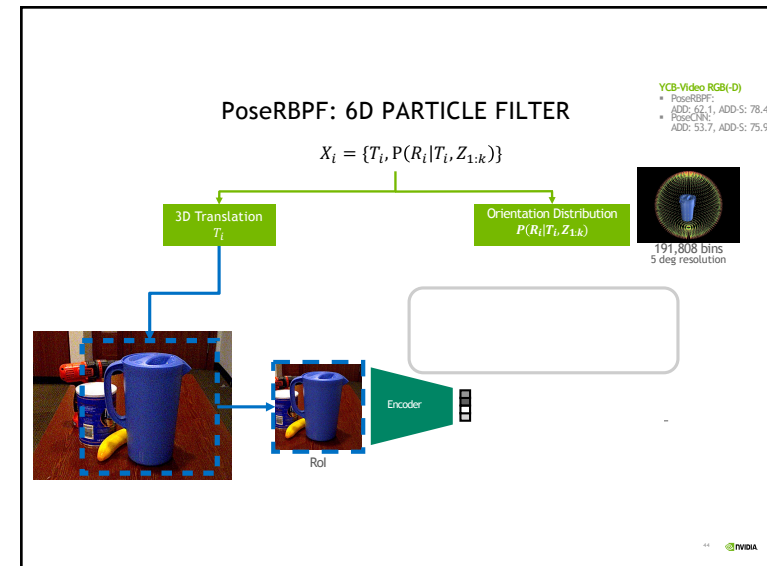 PoseRBPF: 6D PARTICLE FILTER
YCB-Video RGB(-D)
▪ PoseRBPF:
ADD: 62.1, ADD-S: 78.4
▪ PoseCNN:
ADD: 53.7, ADD-S: 75.9
X_i = {T_i, P(R_i|T_i, Z_{1:k})}
3D Translation
T_i
Orientation Distribution
P(R_i|T_i, Z_{1:k})
191,808 bins
5 deg resolution
Encoder
-
RoI
44
NVIDIA